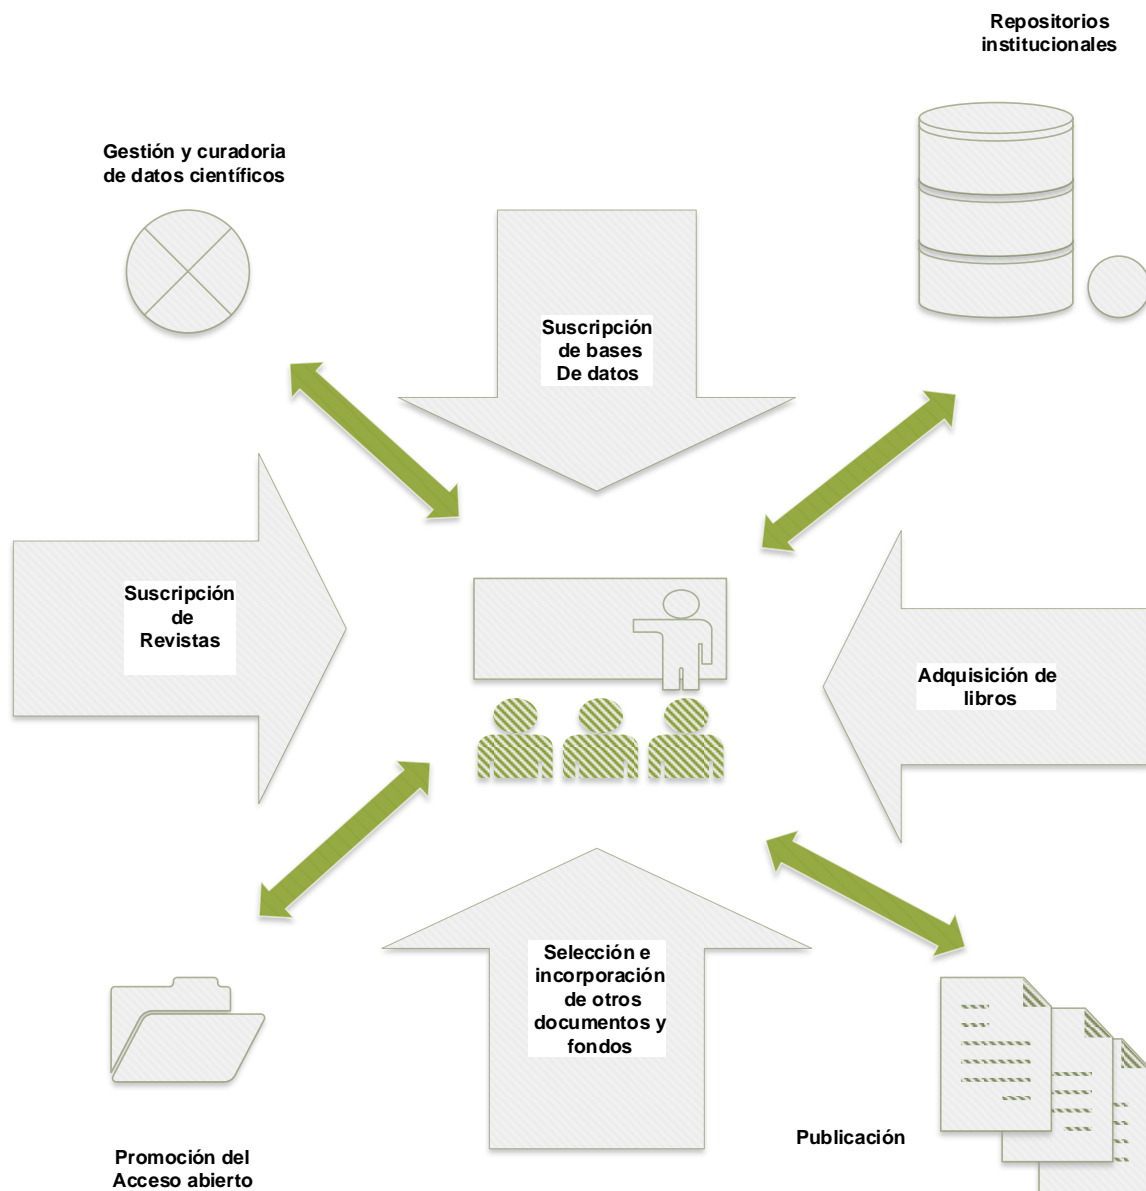 Repositorios
institucionales
Gestión y curadoria
de datos científicos
Suscripción
de bases
De datos
Suscripción
de
Revistas
Adquisición de
libros
Selección e
incorporación
de otros
documentos y
fondos
Publicación
Promoción del
Acceso abierto